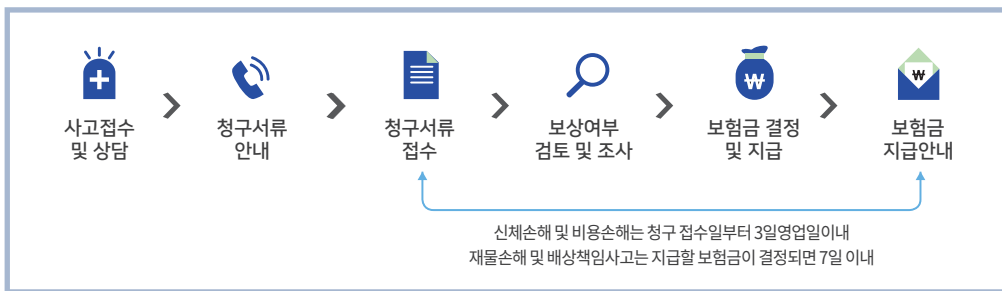 사고접수
및 상담
청구서류
안내
청구서류
접수
보상여부
검토 및 조사
보험금 결정
및 지급
보험금
지급안내
신체손해 및 비용손해는 청구 접수일부터 3일영업일이내
재물손해 및 배상책임사고는 지급할 보험금이 결정되면 7일 이내